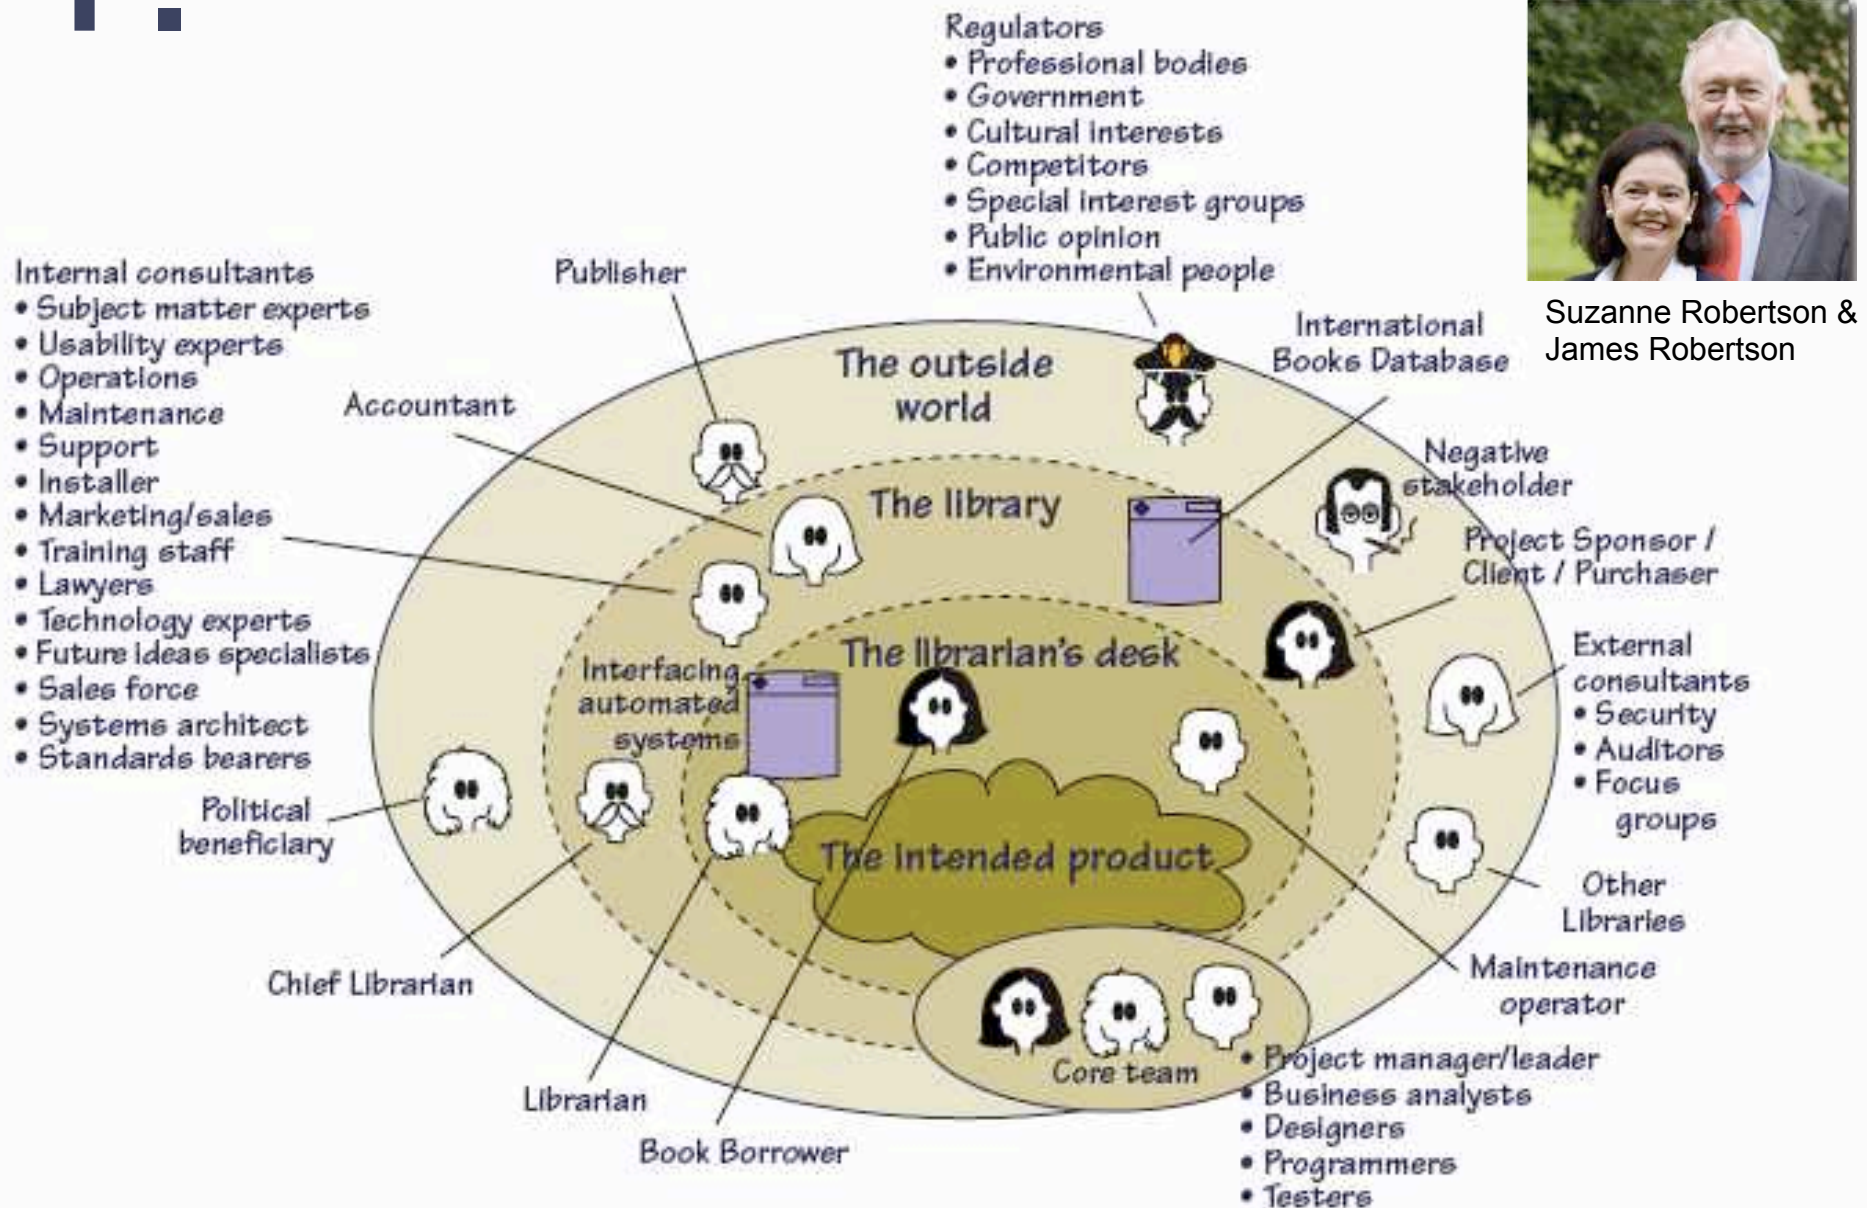 Regulators
• Professional bodies
• Government
• Cultural interests
• Competitors
• Special interest groups
• Public opinion
• Environmental people
Suzanne Robertson &
James Robertson
Internal consultants
• Subject matter experts
• Usability experts
• Operations
• Maintenance
• Support
• Installer
• Marketing/sales
• Training staff
• Lawyers
• Technology experts
• Future ideas specialists
• Sales force
• Systems architect
• Standards bearers
Publisher
Accountant
International
Books Database
The outside
world
Negative
stakeholder
The library
Project Sponsor /
Client / Purchaser
The librarian's desk
Interfacing
automated
systems
External
consultants
• Security
• Auditors
• Focus
groups
Political
beneficiary
The intended product
Other
Libraries
Chief Librarian
Maintenance
operator
Core team
• Project manager/leader
• Business analysts
• Designers
• Programmers
• Testers
Librarian
Book Borrower